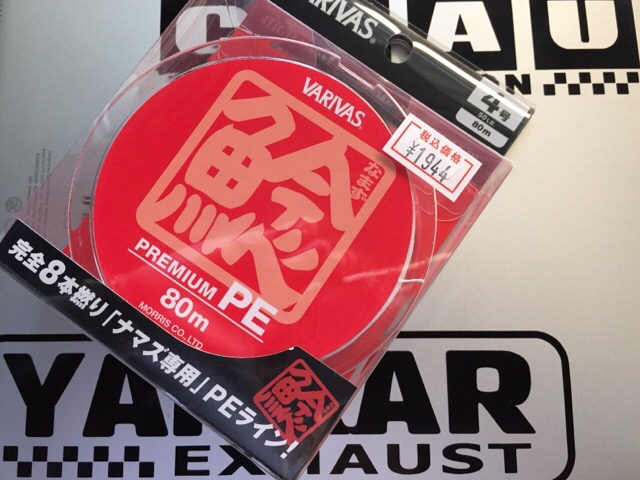 VARIVAS®
4号
50Lb
80m
VARIVAS®
鯰
なまず
税込価格
¥1944
PREMIUM PE
80m
MORRIS CO., LTD
完全8本撚り「ナマズ専用」PEライン!
鯰
EXHAUST